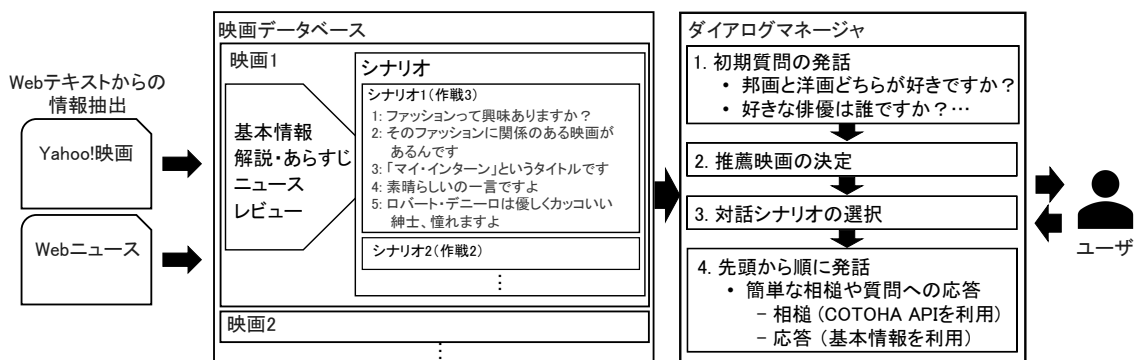 Webテキストからの
情報抽出
Yahoo!映画
Webニュース
映画データベース
映画1
基本情報
解説・あらすじ
ニュース
レビュー
シナリオ
シナリオ1(作戦3)
1: ファッションって興味ありますか?
2: そのファッションに関係のある映画が
あるんです
3: 「マイ・インターン」というタイトルです
4: 素晴らしいの一言ですよ
5: ロバート・デニーロは優しくカッコいい
紳士、憧れますよ
シナリオ2(作戦2)
⋮
映画2
⋮
ダイアログマネージャ
1. 初期質問の発話
• 邦画と洋画どちらが好きですか?
• 好きな俳優は誰ですか?…
2. 推薦映画の決定
3. 対話シナリオの選択
4. 先頭から順に発話
• 簡単な相槌や質問への応答
– 相槌 (COTOHA APIを利用)
– 応答 (基本情報を利用)
ユーザ